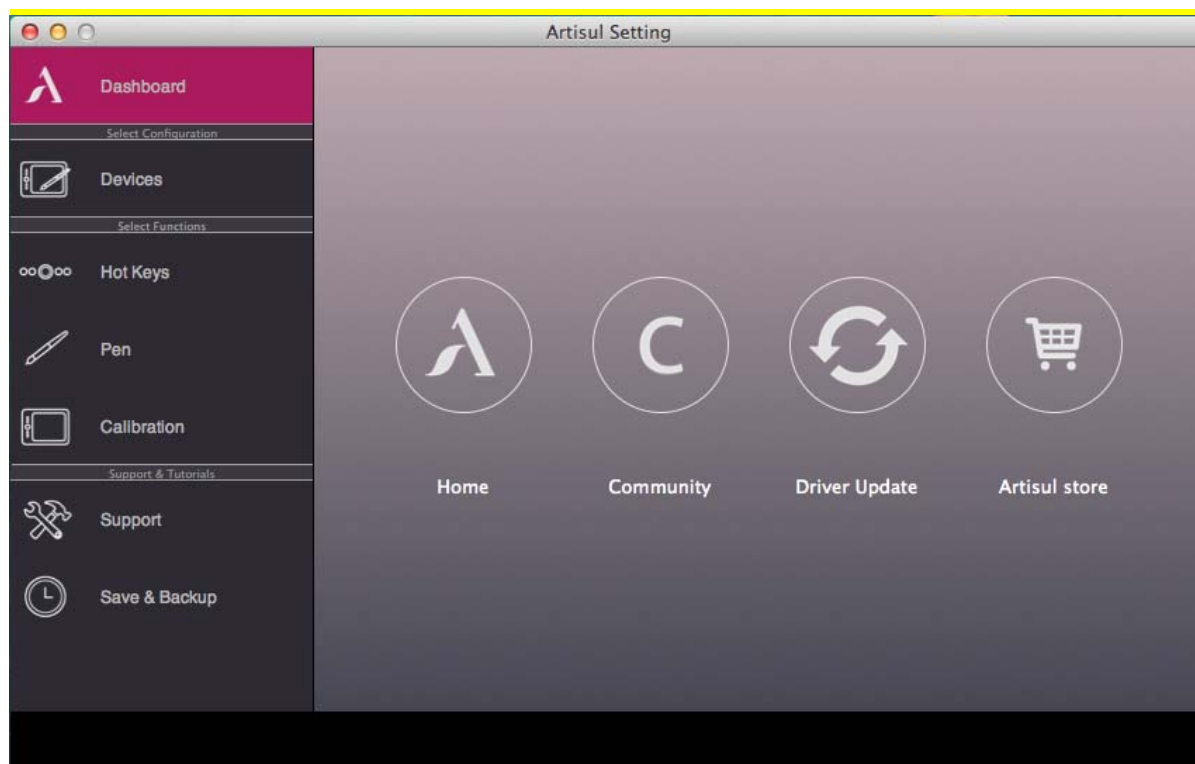 Artisul Setting
Dashboard
Select Configuration
Devices
Select Functions
Hot Keys
Pen
Calibration
Support & Tutorials
Support
Save & Backup
C
Home
Community
Driver Update
Artisul store